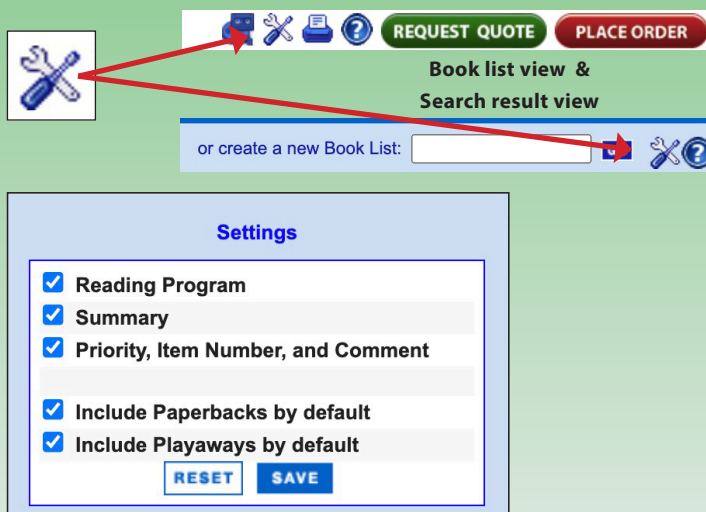 REQUEST QUOTE PLACE ORDER
Book list view &
Search result view
or create a new Book List:
Settings
Reading Program
Summary
Priority, Item Number, and Comment
Include Paperbacks by default
Include Playaways by default
RESET SAVE